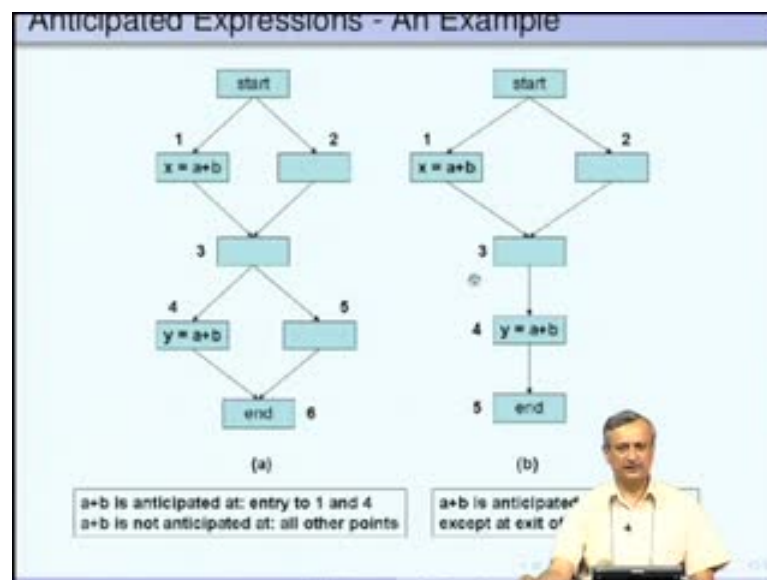 Anticipated Expressions - An Example
start
1
2
x = a+b
3
4
5
y = a+b
end 6
(a)
a+b is anticipated at: entry to 1 and 4
a+b is not anticipated at: all other points
start
1
2
x = a+b
3
4 y = a+b
5 end
(b)
a+b is anticipated
except at exit of